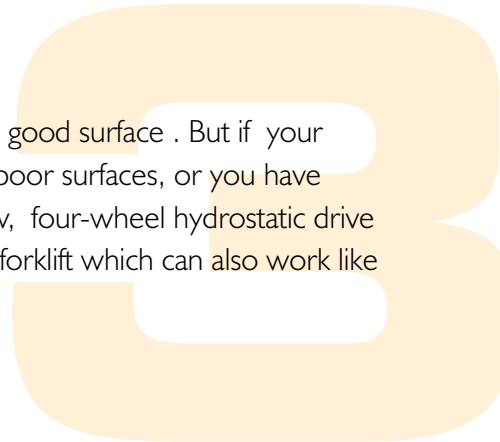 good surface . But if your
poor surfaces, or you have
four-wheel hydrostatic drive
forklift which can also work like
3